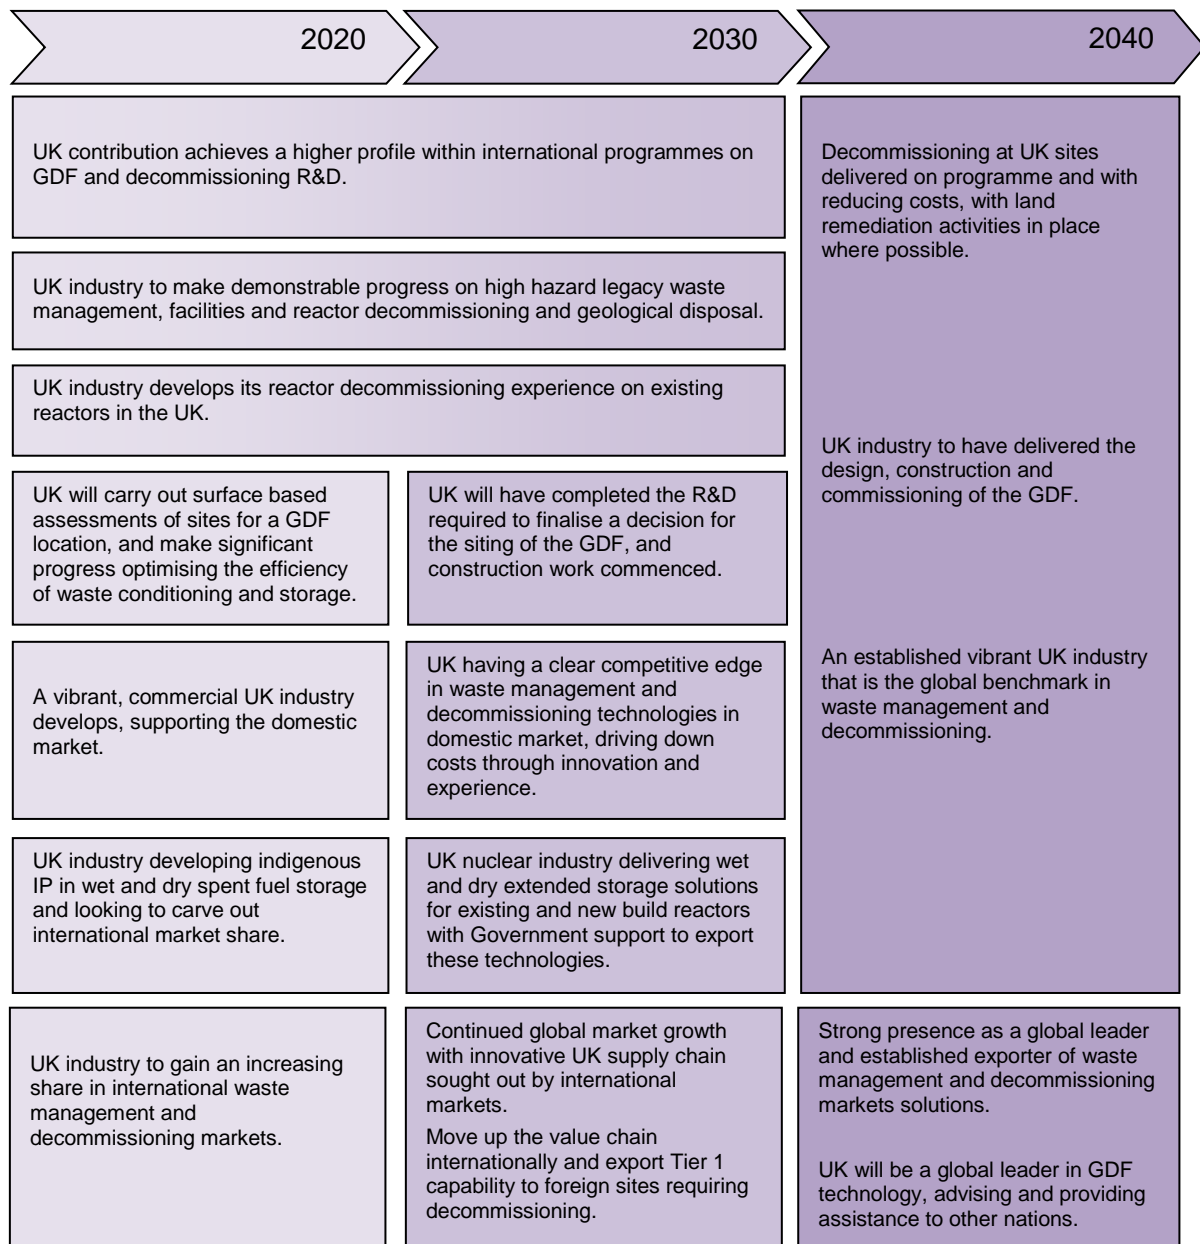 2020
2030
2040
UK contribution achieves a higher profile within international programmes on
GDF and decommissioning R&D.
UK industry to make demonstrable progress on high hazard legacy waste
management, facilities and reactor decommissioning and geological disposal.
UK industry develops its reactor decommissioning experience on existing
reactors in the UK.
UK will carry out surface based
assessments of sites for a GDF
location, and make significant
progress optimising the efficiency
of waste conditioning and storage.
UK will have completed the R&D
required to finalise a decision for
the siting of the GDF, and
construction work commenced.
A vibrant, commercial UK industry
develops, supporting the domestic
market.
UK having a clear competitive edge
in waste management and
decommissioning technologies in
domestic market, driving down
costs through innovation and
experience.
UK industry developing indigenous
IP in wet and dry spent fuel storage
and looking to carve out
international market share.
UK nuclear industry delivering wet
and dry extended storage solutions
for existing and new build reactors
with Government support to export
these technologies.
Decommissioning at UK sites
delivered on programme and with
reducing costs, with land
remediation activities in place
where possible.
UK industry to have delivered the
design, construction and
commissioning of the GDF.
An established vibrant UK industry
that is the global benchmark in
waste management and
decommissioning.
UK industry to gain an increasing
share in international waste
management and
decommissioning markets.
Continued global market growth
with innovative UK supply chain
sought out by international
markets.
Move up the value chain
internationally and export Tier 1
capability to foreign sites requiring
decommissioning.
Strong presence as a global leader
and established exporter of waste
management and decommissioning
markets solutions.
UK will be a global leader in GDF
technology, advising and providing
assistance to other nations.